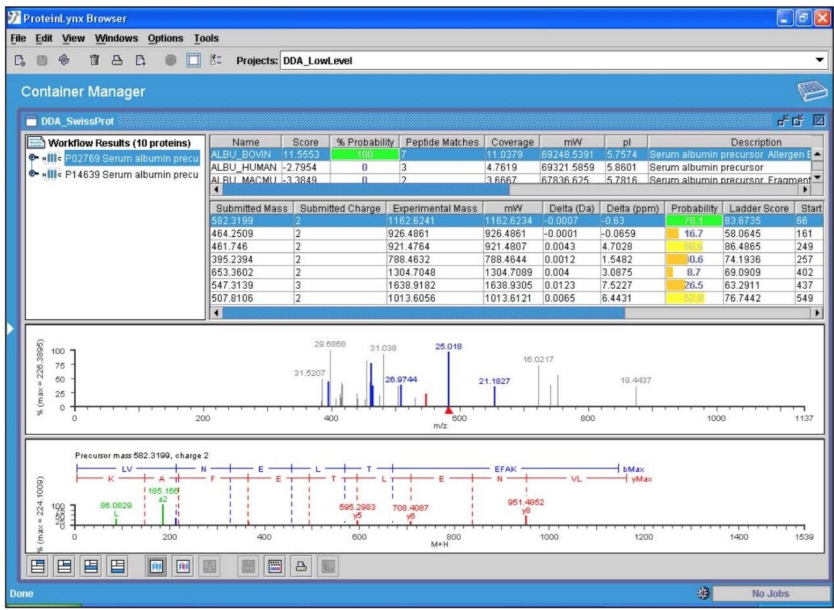 ProteinLynx Browser
File Edit View Windows Options Tools
Projects: DDA_LowLevel
Container Manager
DDA_SwissProt
Workflow Results (10 proteins)
P02769 Serum albumin precu
P14639 Serum albumin precu
Name Score % Probability Peptide Matches Coverage mW pI Description
ALBU_BOVIN 11.5553 100 7 11.0379 69248.5391 5.7574 Serum albumin precursor Allergen B
ALBU_HUMAN -2.7954 0 3 4.7619 69321.5859 5.8601 Serum albumin precursor
ALBU_MACMU -3.3849 0 2 3.6667 67836.625 5.7816 Serum albumin precursor Fragment
Submitted Mass Submitted Charge Experimental Mass mW Delta (Da) Delta (ppm) Probability Ladder Score Start
582.3199 2 1162.6241 1162.6234 -0.0007 -0.63 78.1 83.6735 66
464.2509 2 926.4861 926.4861 -0.0001 -0.0659 16.7 58.0645 161
461.746 2 921.4764 921.4807 0.0043 4.7028 86.4865 249
395.2394 2 788.4632 788.4644 0.0012 1.5482 74.1936 257
653.3602 2 1304.7048 1304.7089 0.004 3.0875 8.7 69.0909 402
547.3139 3 1638.9182 1638.9305 0.0123 7.5227 26.5 63.2911 437
507.8106 2 1013.6056 1013.6121 0.0065 6.4431 76.7442 549
% (max = 226.3895)
100
75
50
25
0
29.6868 31.038 25.018
31.5207 26.9744 21.1827 16.0217 19.4437
0 200 400 600 800 1000 1137
m/z
Precursor mass 582.3199, charge 2
LV N E L T EFAK bMax
K A F E T L E N VL yMax
% (max = 224.1009)
100
0
86.0829
L
185.166
a2
595.2983
y5
708.4087
y6
951.4852
y8
0 200 400 600 800 1000 1200 1400 1539
M+H
Done
No Jobs